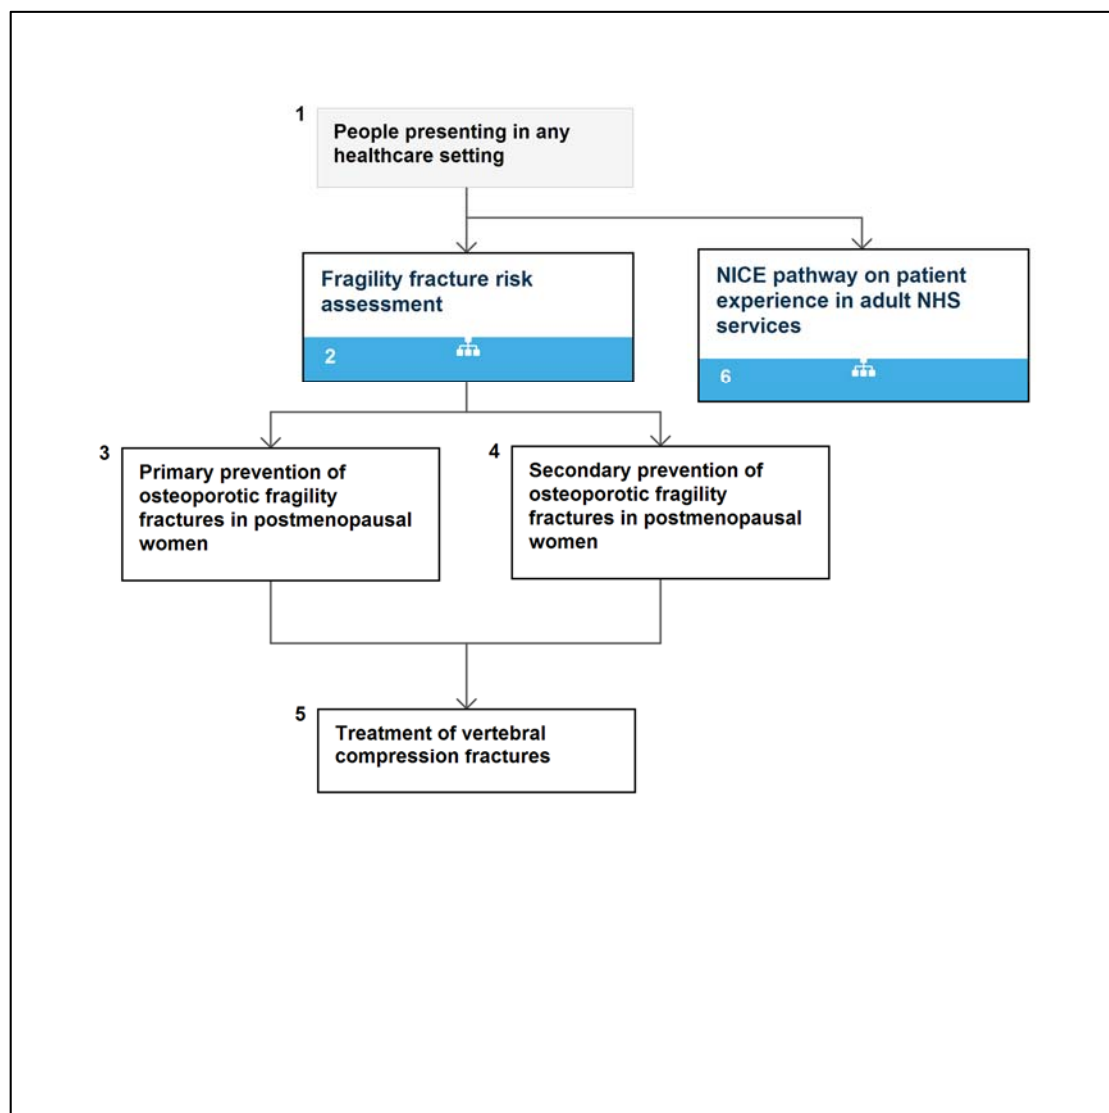 1
People presenting in any
healthcare setting
Fragility fracture risk
assessment
2
NICE pathway on patient
experience in adult NHS
services
6
3
Primary prevention of
osteoporotic fragility
fractures in postmenopausal
women
4
Secondary prevention of
osteoporotic fragility
fractures in postmenopausal
women
5
Treatment of vertebral
compression fractures